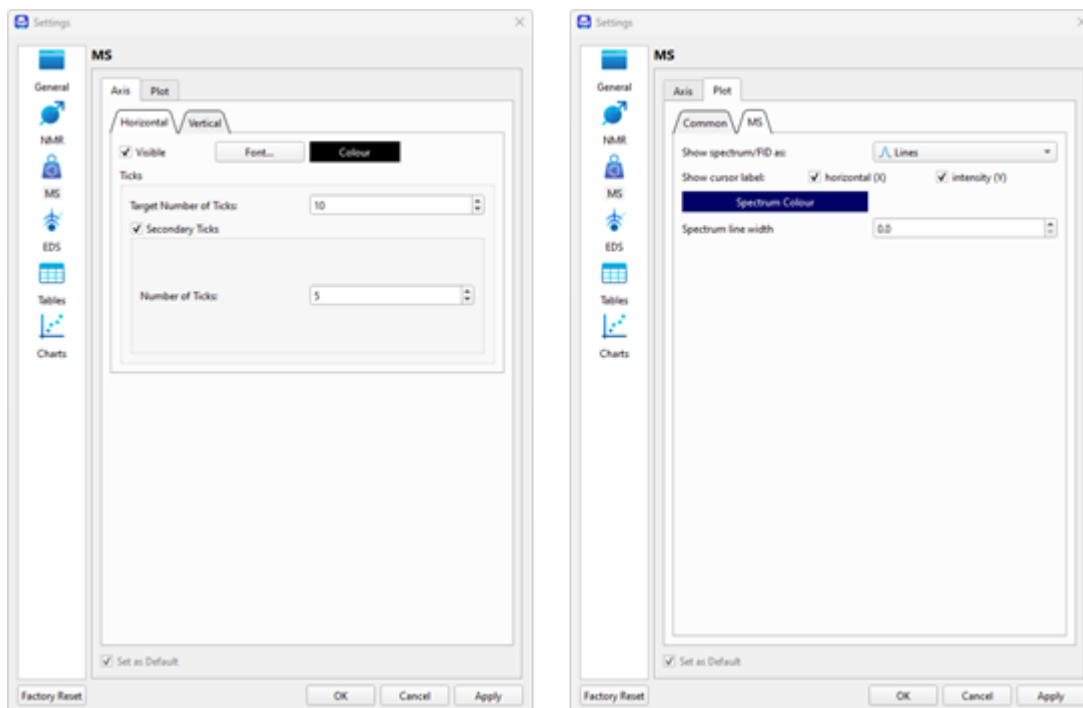 Settings
MS
General
NMR
MS
EDS
Tables
Charts
Axis Plot
Horizontal Vertical
Visible Font... Colour
Ticks
Target Number of Ticks: 10
Secondary Ticks
Number of Ticks: 5
Set as Default
Factory Reset OK Cancel Apply
Settings
MS
General
NMR
MS
EDS
Tables
Charts
Axis Plot
Common MS
Show spectrum/FID as: Lines
Show cursor label: horizontal (X) intensity (Y)
Spectrum Colour
Spectrum line width 0.0
Set as Default
Factory Reset OK Cancel Apply